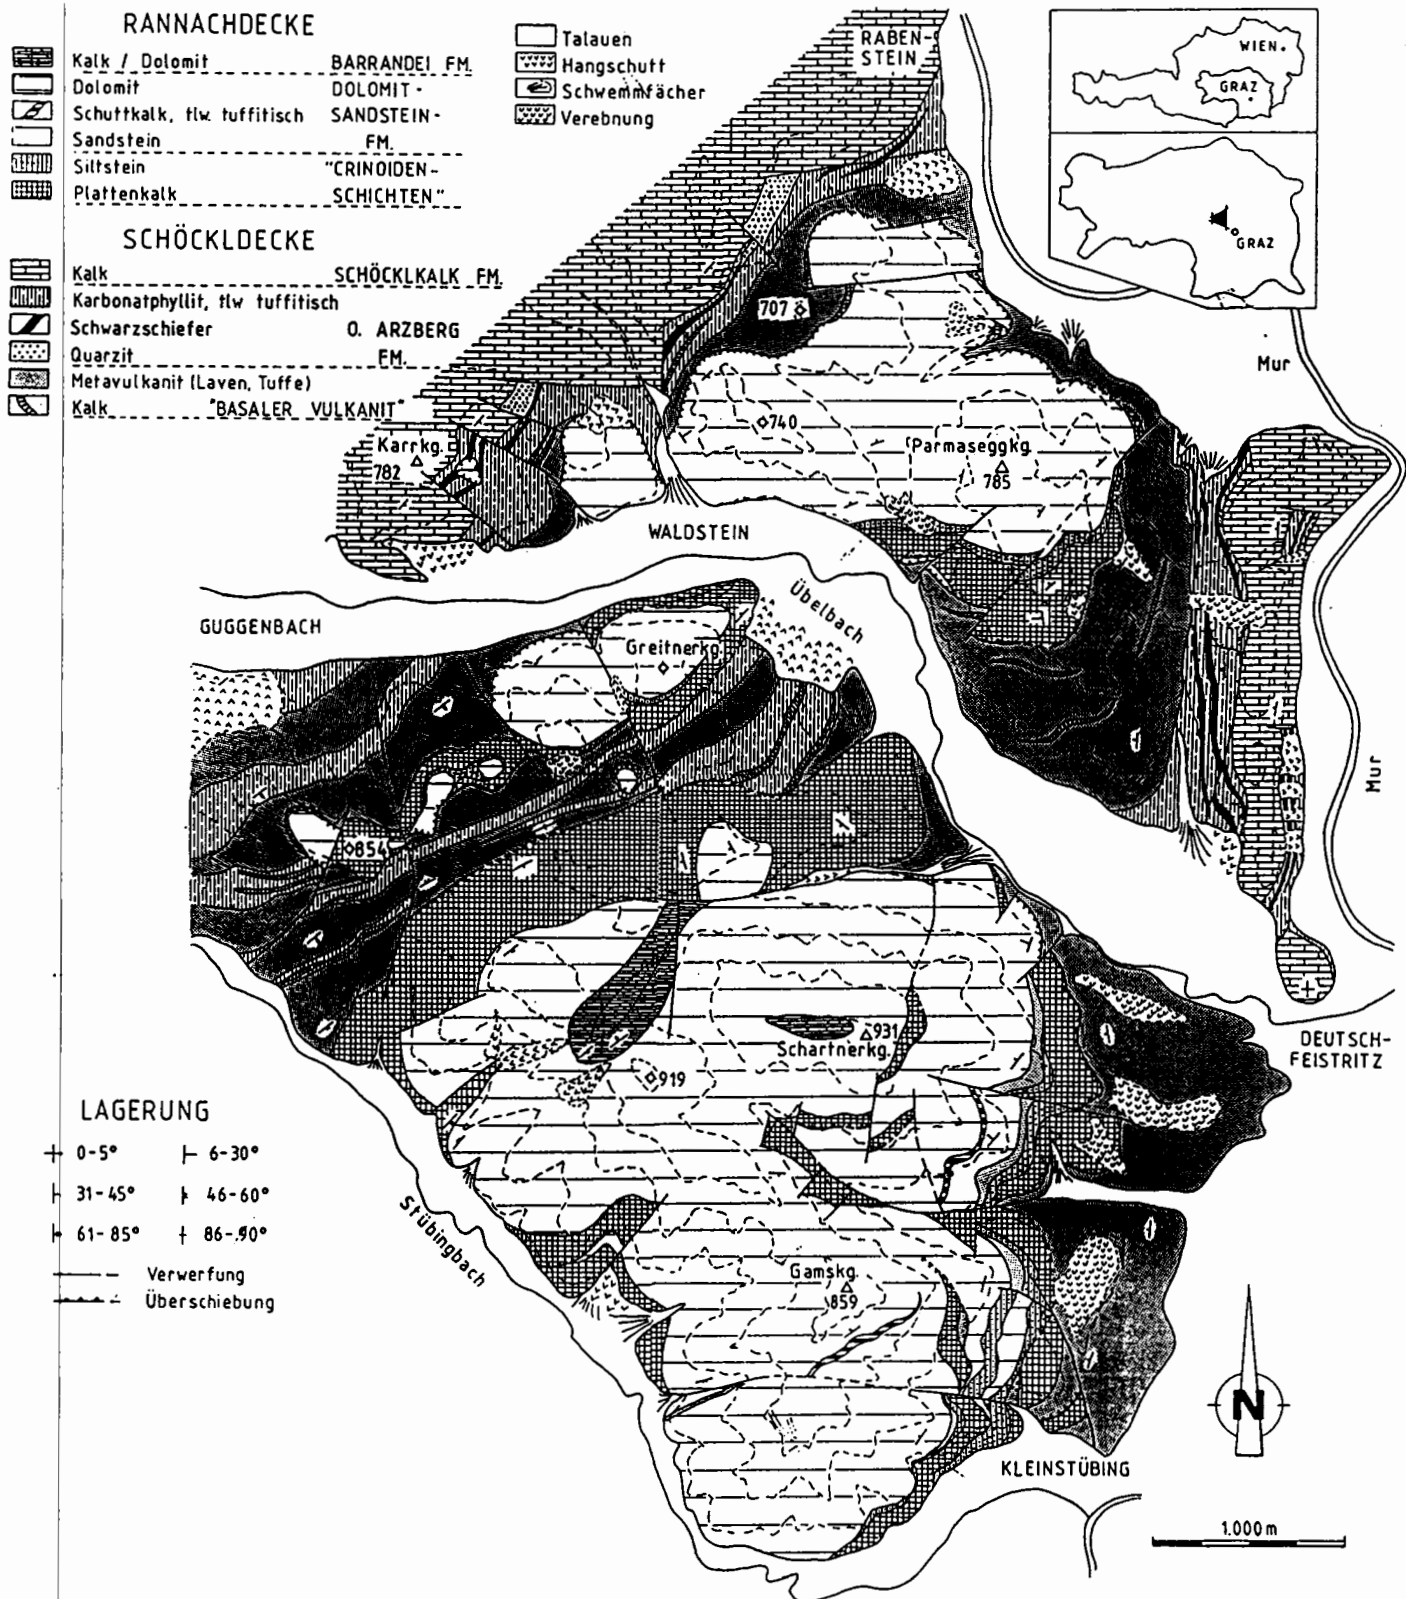 RANNACHDECKE
Kalk / Dolomit BARRANDEI FM.
Dolomit DOLOMIT -
Schuttkalk, tlw. tuffitisch SANDSTEIN -
Sandstein FM.
Siltstein "CRINOIDEN-
Plattenkalk SCHICHTEN"
SCHÖCKLDECKE
Kalk SCHÖCKLKALK FM.
Karbonatphyllit, tlw tuffitisch
Schwarzschiefer O. ARZBERG
Quarzit FM.
Metavulkanit (Laven, Tuffe)
Kalk "BASALER VULKANIT"
Talauen
Hangschutt
Schwemmfächer
Verebnung
RABEN-
STEIN
WIEN
GRAZ
GRAZ
Mur
707
740
Karrkg.
782
Parmaseggkg.
785
WALDSTEIN
Übelbach
GUGGENBACH
Greitnerkg.
Mur
854
931
Schartnerkg.
919
DEUTSCH-
FEISTRITZ
LAGERUNG
0-5° 6-30°
31-45° 46-60°
61-85° 86-90°
Verwerfung
Überschiebung
Stübingbach
Gamskg.
859
N
KLEINSTÜBING
1.000 m